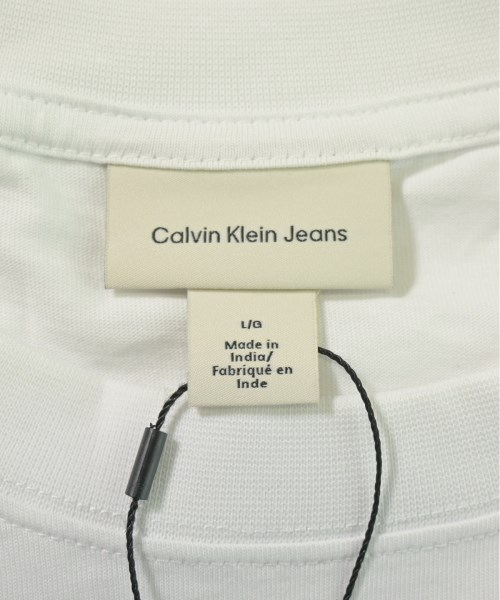 Calvin Klein Jeans
L/G
Made in
India/
Fabriqué en
Inde